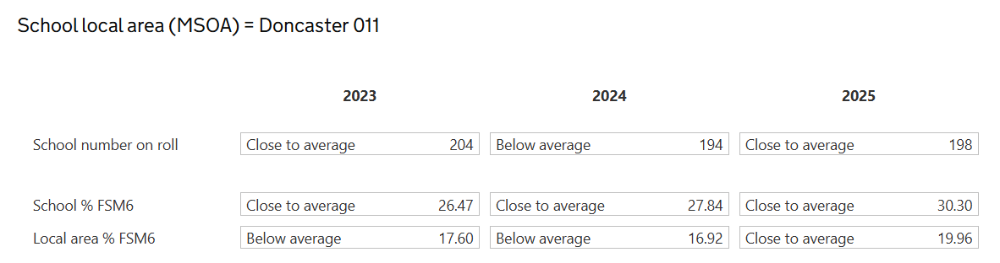 School local area (MSOA) = Doncaster 011
2023 2024 2025
School number on roll Close to average 204 Below average 194 Close to average 198
School % FSM6 Close to average 26.47 Close to average 27.84 Close to average 30.30
Local area % FSM6 Below average 17.60 Below average 16.92 Close to average 19.96